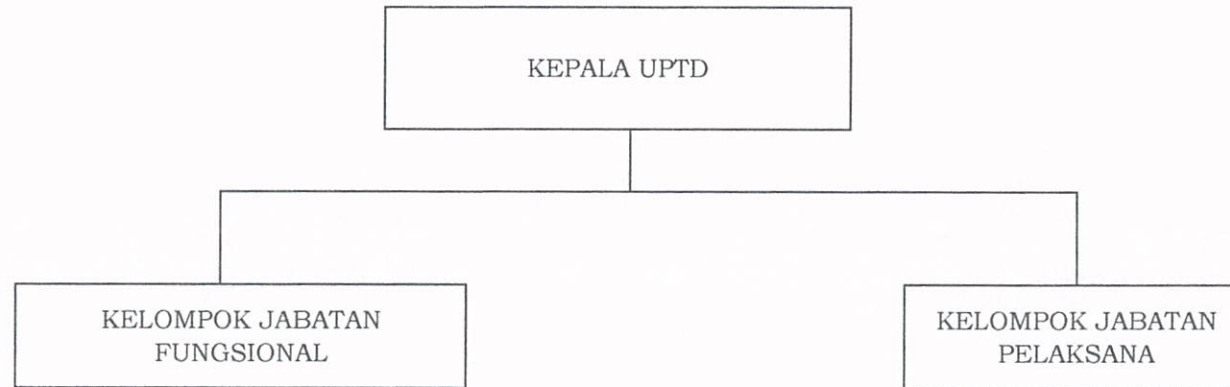 KEPALA UPTD
KELOMPOK JABATAN
FUNGSIONAL
KELOMPOK JABATAN
PELAKSANA